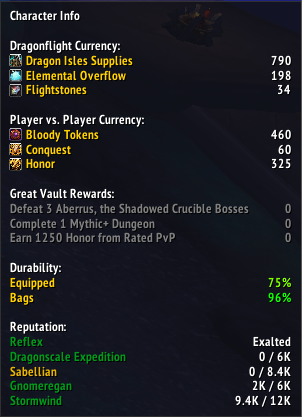 Character Info
Dragonflight Currency:
Dragon Isles Supplies 790
Elemental Overflow 198
Flightstones 34
Player vs. Player Currency:
Bloody Tokens 460
Conquest 60
Honor 325
Great Vault Rewards:
Defeat 3 Aberrus, the Shadowed Crucible Bosses 0
Complete 1 Mythic+ Dungeon 0
Earn 1250 Honor from Rated PvP 0
Durability:
Equipped 75%
Bags 96%
Reputation:
Reflex Exalted
Dragonscale Expedition 0 / 6K
Sabellian 0 / 8.4K
Gnomeregan 2K / 6K
Stormwind 9.4K / 12K